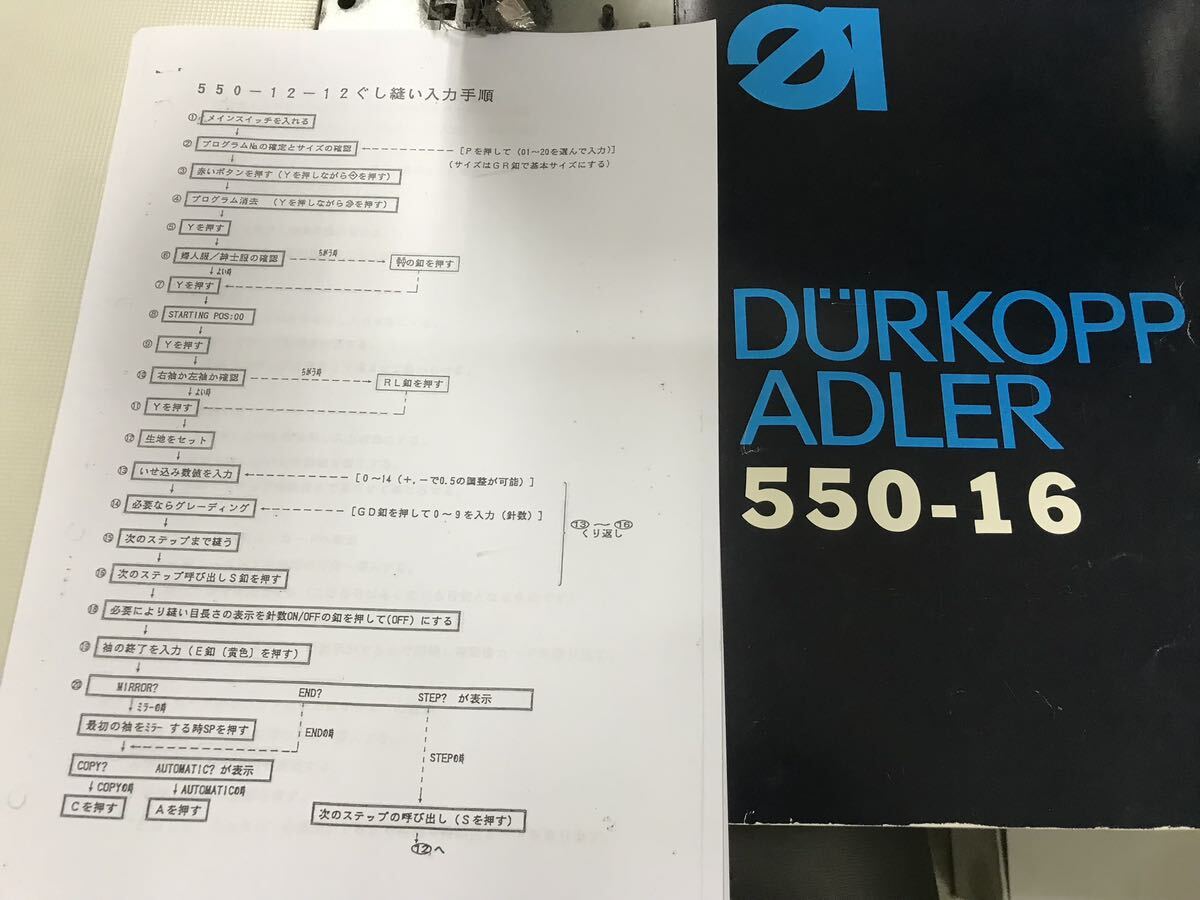 550－12－12ぐし縫い入力手順
① メインスイッチを入れる
② プログラム№の確定とサイズの確認
[Pを押して（01～20を選んで入力）]
（サイズはGR釦で基本サイズにする）
③ 赤いボタンを押す（Yを押しながら を押す）
④ プログラム消去　（Yを押しながら を押す）
⑤ Yを押す
⑥ 婦人服／紳士服の確認
ちがう時
の釦を押す
よい時
⑦ Yを押す
⑧ STARTING POS:00
⑨ Yを押す
⑩ 右袖か左袖か確認
ちがう時
RL釦を押す
よい時
⑪ Yを押す
⑫ 生地をセット
⑬ いせ込み数値を入力
[0～14（＋,－で0.5の調整が可能）]
⑭ 必要ならグレーディング
[GD釦を押して0～9を入力（針数）]
⑬～⑯
くり返し
⑮ 次のステップまで縫う
⑯ 次のステップ呼び出しS釦を押す
⑱ 必要により縫い目長さの表示を針数ON/OFFの釦を押して(OFF)にする
⑲ 袖の終了を入力（E釦〔黄色〕を押す）
⑳ MIRROR? END? STEP? が表示
ミラーの時
最初の袖をミラーする時SPを押す
ENDの時
STEPの時
COPY? AUTOMATIC? が表示
COPYの時
AUTOMATICの時
Cを押す
Aを押す
次のステップの呼び出し（Sを押す）
⑫へ
DÜRKOPP
ADLER
550-16